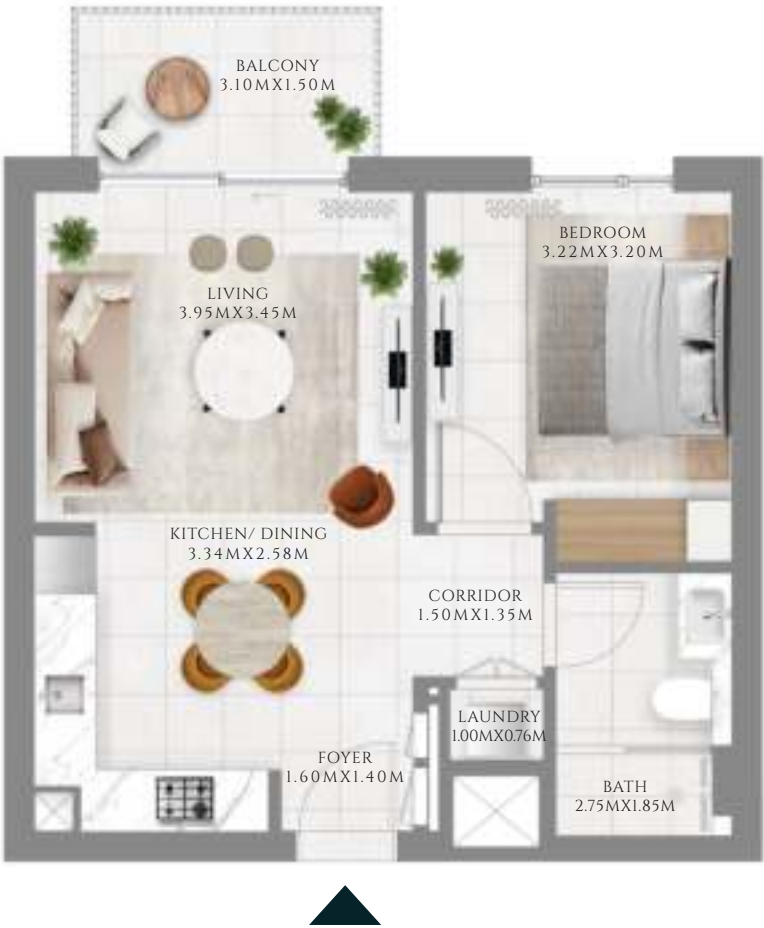 BALCONY
3.10MX1.50M
BEDROOM
3.22MX3.20M
LIVING
3.95MX3.45M
KITCHEN/ DINING
3.34MX2.58M
CORRIDOR
1.50MX1.35M
LAUNDRY
1.00MX0.76M
FOYER
1.60MX1.40M
BATH
2.75MX1.85M